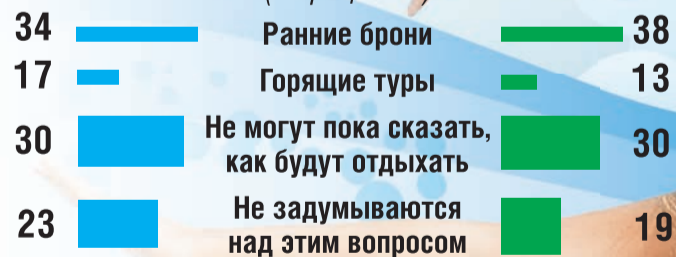 34 Ранние брони 38
17 Горящие туры 13
30 Не могут пока сказать, 30
как будут отдыхать
23 Не задумываются 19
над этим вопросом